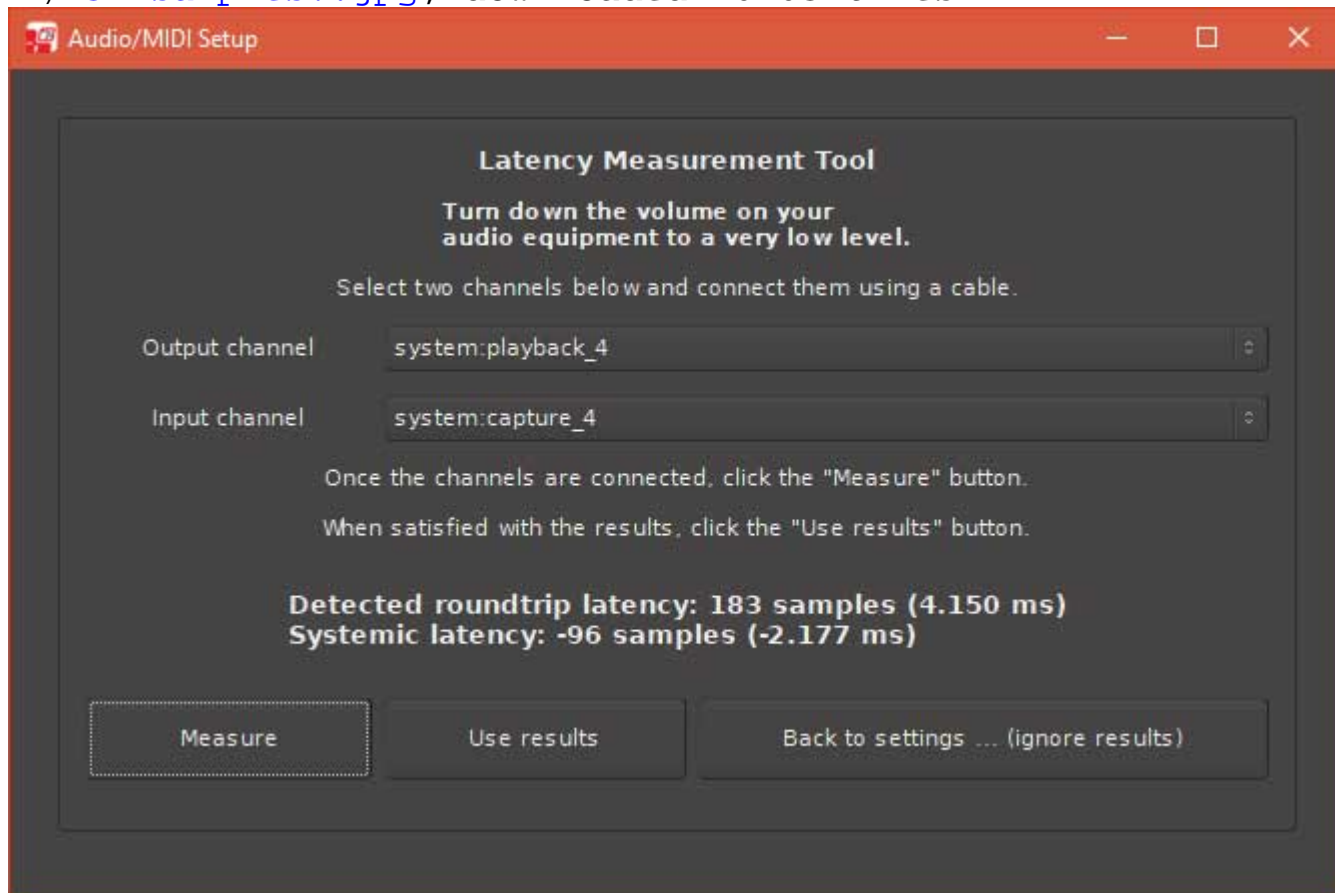 Audio/MIDI Setup
Latency Measurement Tool
Turn down the volume on your
audio equipment to a very low level.
Select two channels below and connect them using a cable.
Output channel system:playback_4
Input channel system:capture_4
Once the channels are connected, click the "Measure" button.
When satisfied with the results, click the "Use results" button.
Detected roundtrip latency: 183 samples (4.150 ms)
Systemic latency: -96 samples (-2.177 ms)
Measure Use results Back to settings ... (ignore results)